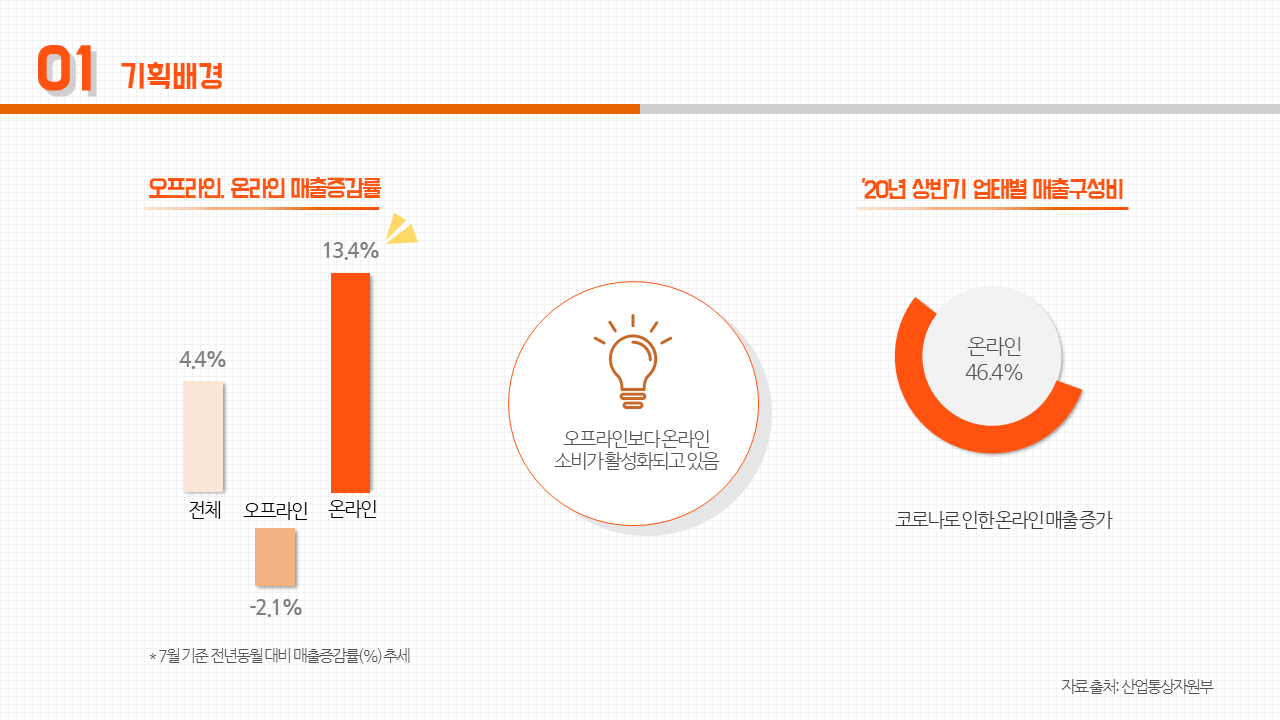 01 기획배경
오프라인, 온라인 매출증감률
13.4%
4.4%
전체
오프라인
온라인
-2.1%
* 7월 기준 전년동월 대비 매출증감률(%) 추세
오프라인보다 온라인
소비가 활성화되고 있음
'20년 상반기 업태별 매출구성비
온라인
46.4%
코로나로 인한 온라인 매출 증가
자료 출처: 산업통상자원부